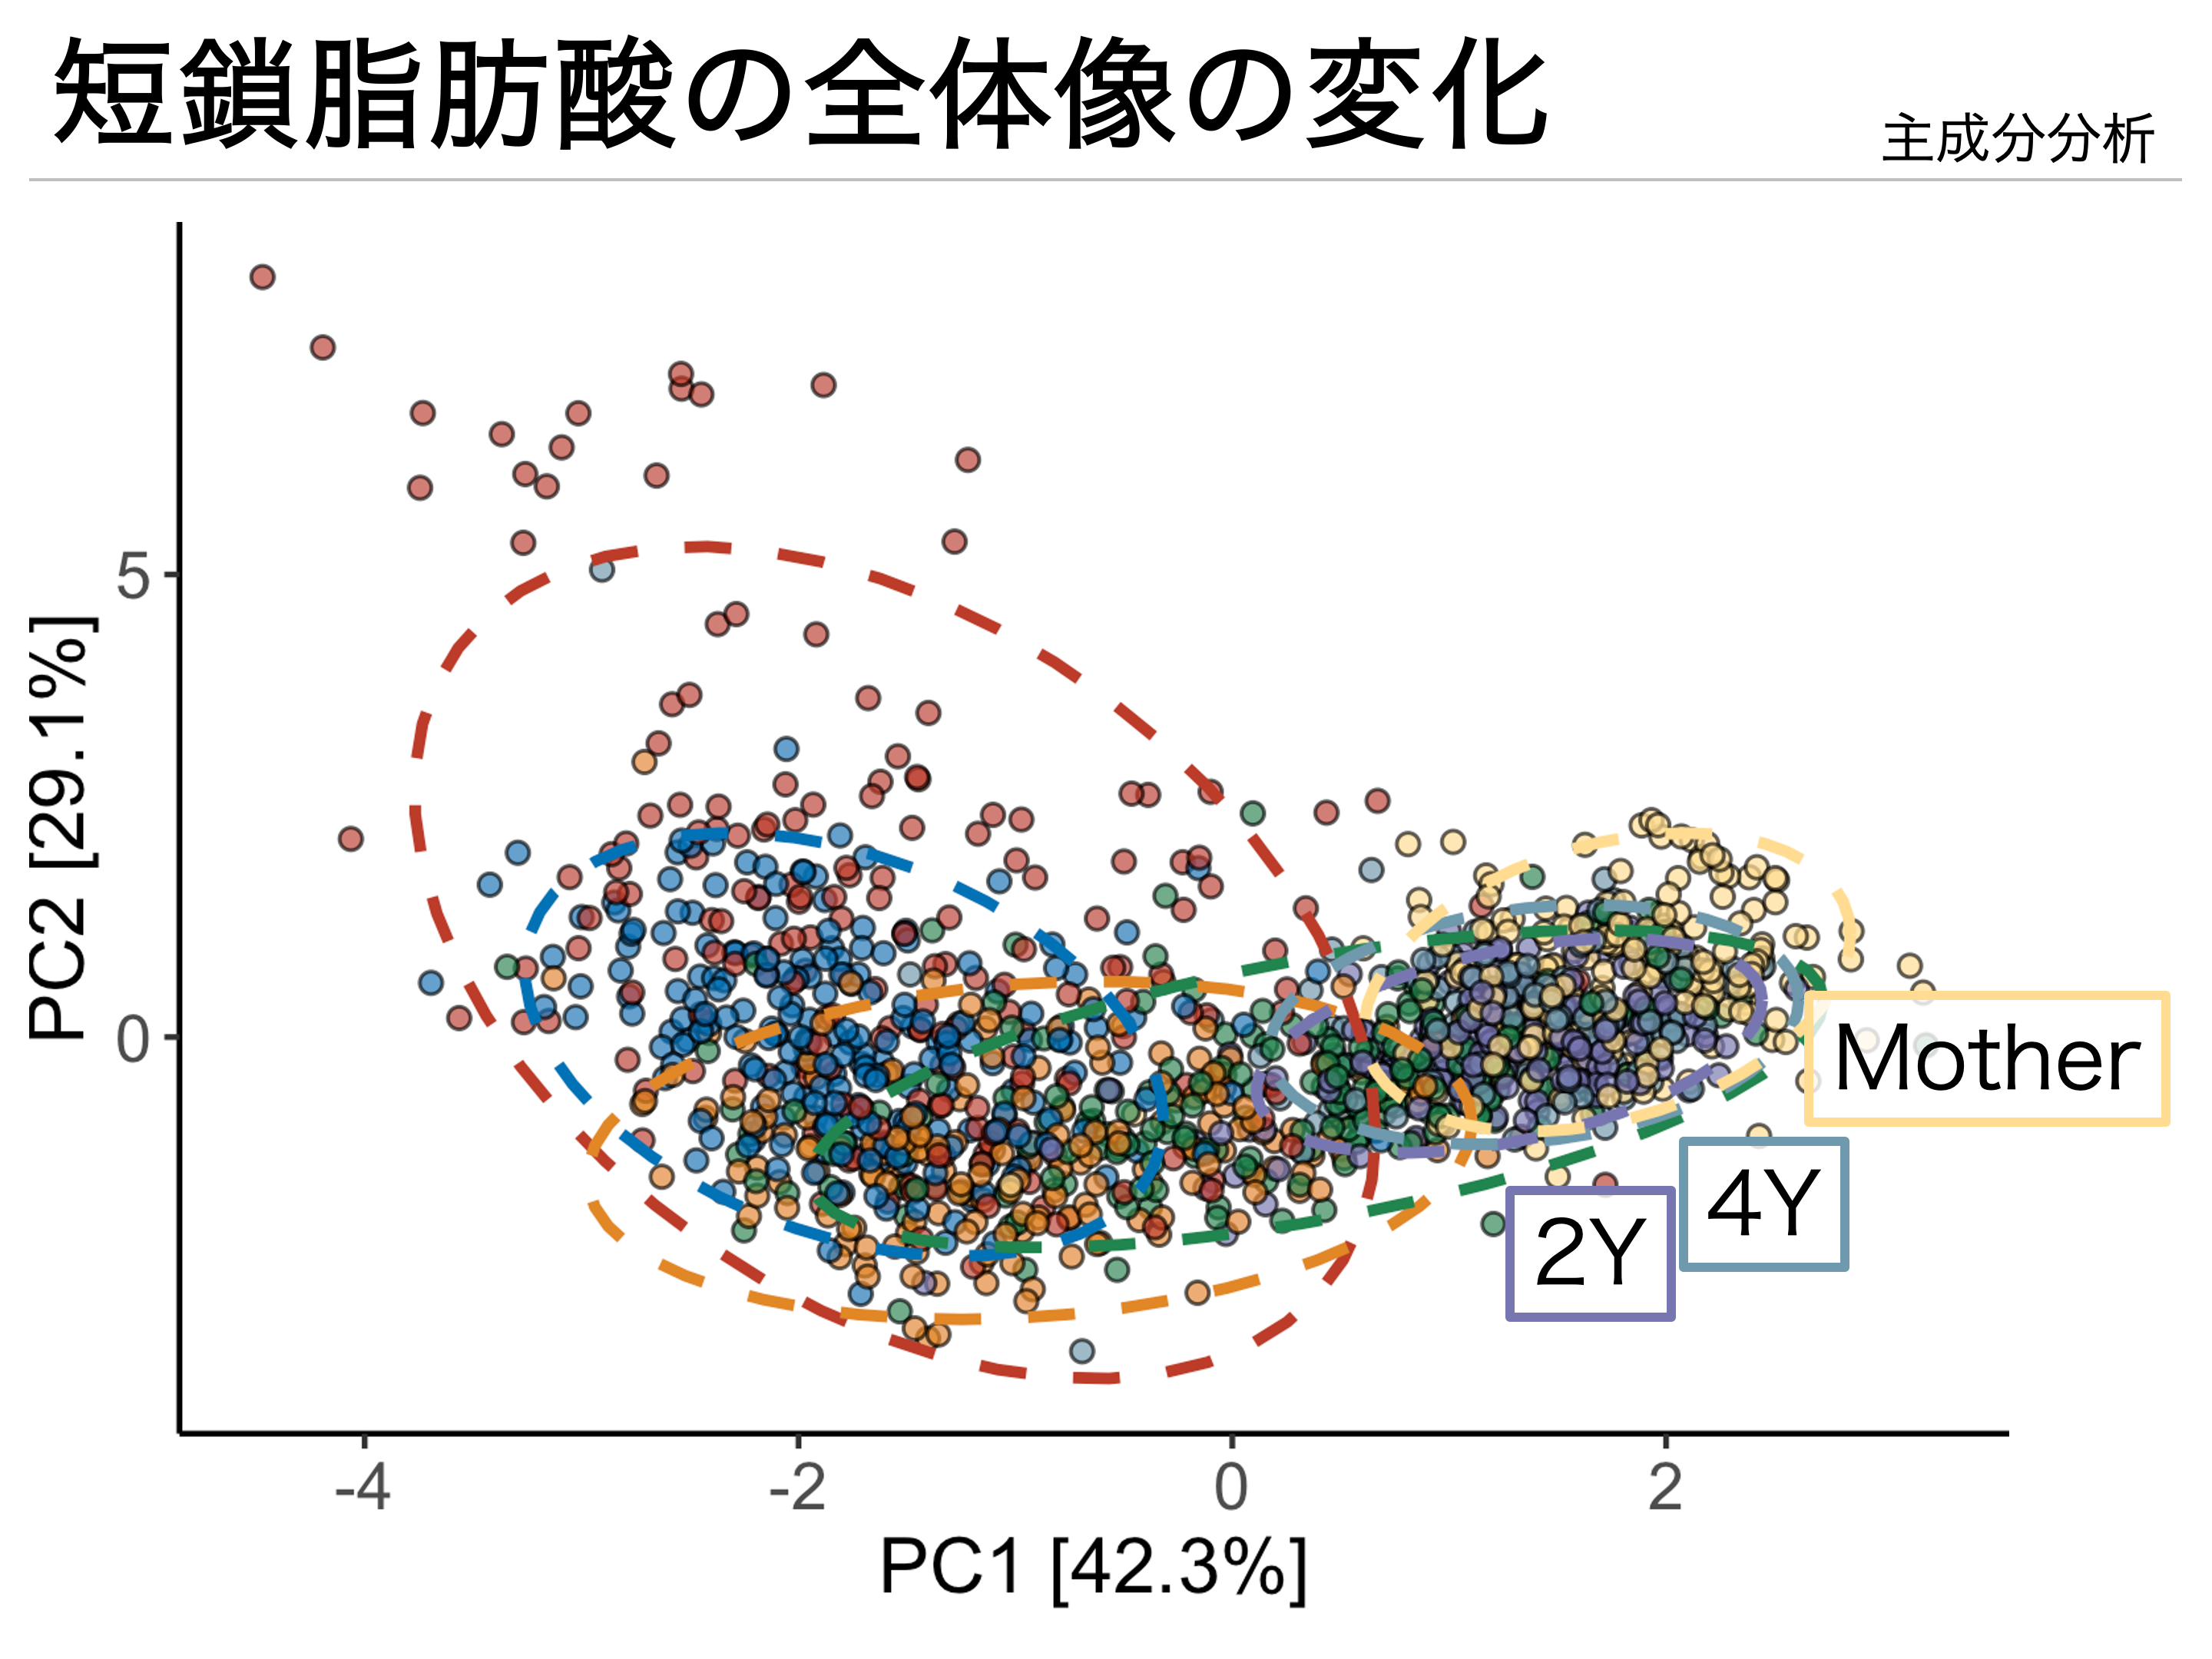 短鎖脂肪酸の全体像の変化
主成分分析
PC2 [29.1%]
5
0
Mother
4Y
2Y
-4 -2 0 2
PC1 [42.3%]